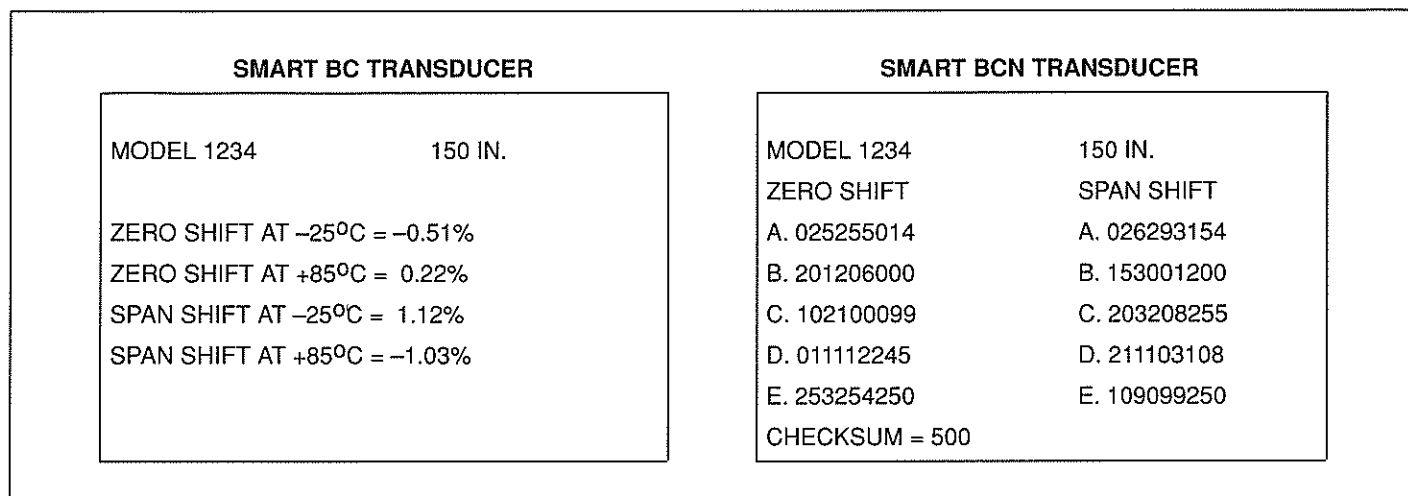 SMART BC TRANSDUCER
MODEL 1234 150 IN.
ZERO SHIFT AT –25°C = –0.51%
ZERO SHIFT AT +85°C = 0.22%
SPAN SHIFT AT –25°C = 1.12%
SPAN SHIFT AT +85°C = –1.03%
SMART BCN TRANSDUCER
MODEL 1234 150 IN.
ZERO SHIFT SPAN SHIFT
A. 025255014 A. 026293154
B. 201206000 B. 153001200
C. 102100099 C. 203208255
D. 011112245 D. 211103108
E. 253254250 E. 109099250
CHECKSUM = 500